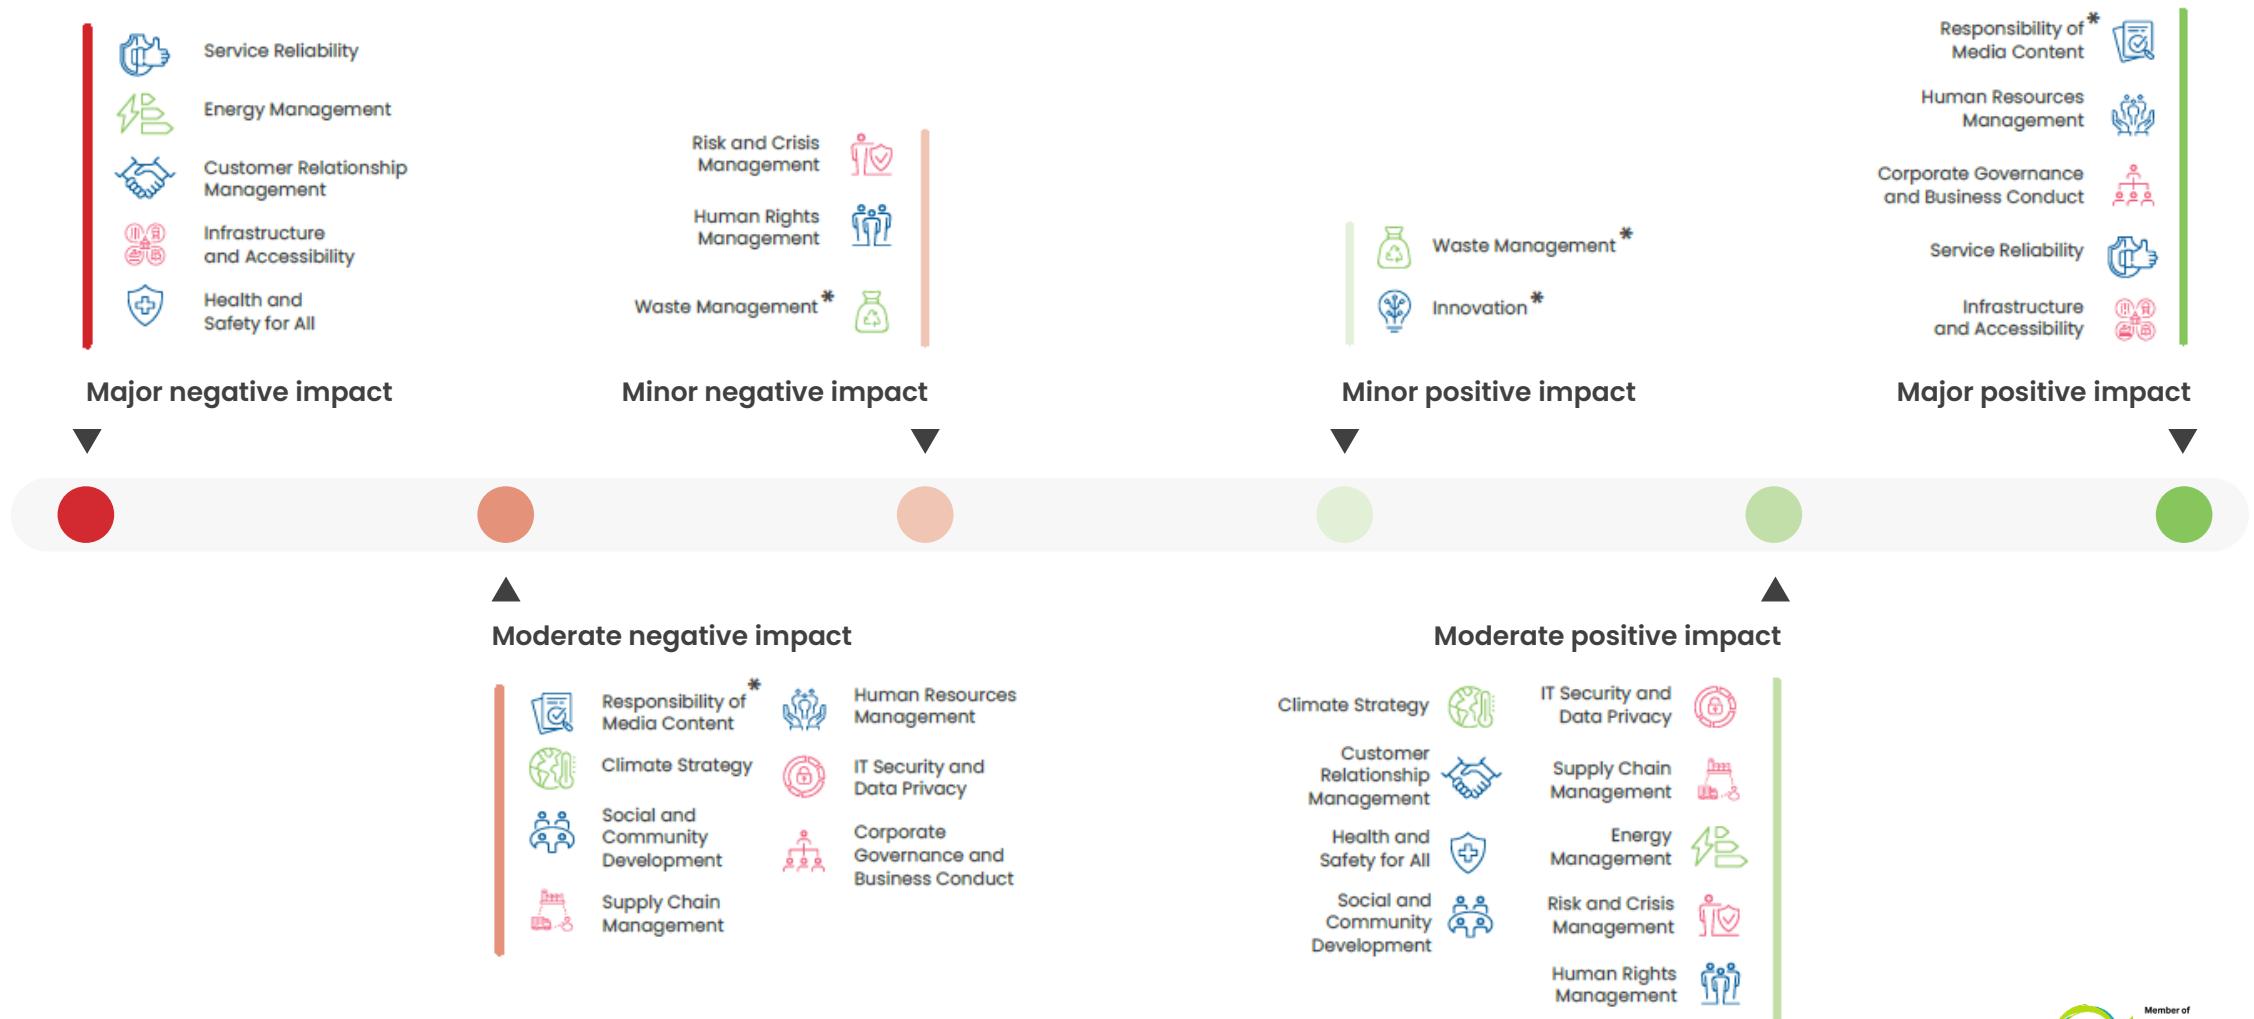 Service Reliability
Energy Management
Customer Relationship
Management
Infrastructure
and Accessibility
Health and
Safety for All
Major negative impact
Risk and Crisis
Management
Human Rights
Management
Waste Management*
Minor negative impact
Waste Management*
Innovation*
Minor positive impact
Responsibility of*
Media Content
Human Resources
Management
Corporate Governance
and Business Conduct
Service Reliability
Infrastructure
and Accessibility
Major positive impact
Moderate negative impact
Responsibility of*
Media Content
Climate Strategy
Social and
Community
Development
Supply Chain
Management
Human Resources
Management
IT Security and
Data Privacy
Corporate
Governance and
Business Conduct
Moderate positive impact
Climate Strategy
Customer
Relationship
Management
Health and
Safety for All
Social and
Community
Development
IT Security and
Data Privacy
Supply Chain
Management
Energy
Management
Risk and Crisis
Management
Human Rights
Management
Member of